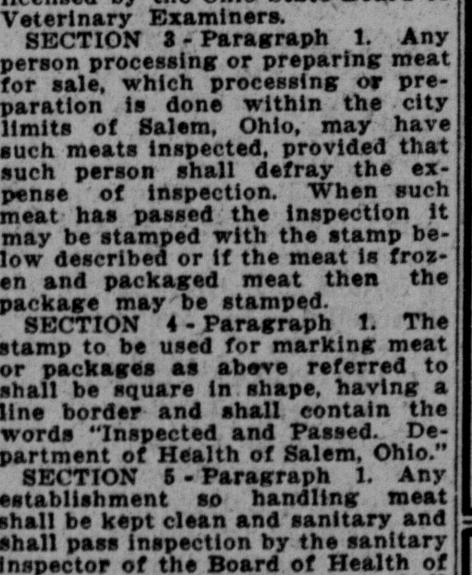 licensed by the Ohio State Board of
Veterinary Examiners.
SECTION 3 - Paragraph 1. Any
person processing or preparing meat
for sale, which processing or pre-
paration is done within the city
limits of Salem, Ohio, may have
such meats inspected, provided that
such person shall defray the ex-
pense of inspection. When such
meat has passed the inspection it
may be stamped with the stamp be-
low described or if the meat is froz-
en and packaged meat then the
package may be stamped.
SECTION 4 - Paragraph 1. The
stamp to be used for marking meat
or packages as above referred to
shall be square in shape, having a
line border and shall contain the
words "Inspected and Passed. De-
partment of Health of Salem, Ohio."
SECTION 5 - Paragraph 1. Any
establishment so handling meat
shall be kept clean and sanitary and
shall pass inspection by the sanitary
inspector of the Board of Health of